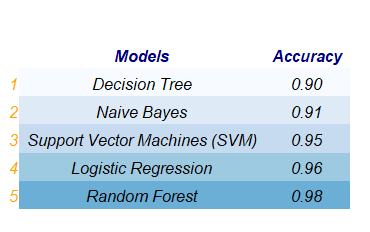 Models Accuracy
1 Decision Tree 0.90
2 Naive Bayes 0.91
3 Support Vector Machines (SVM) 0.95
4 Logistic Regression 0.96
5 Random Forest 0.98